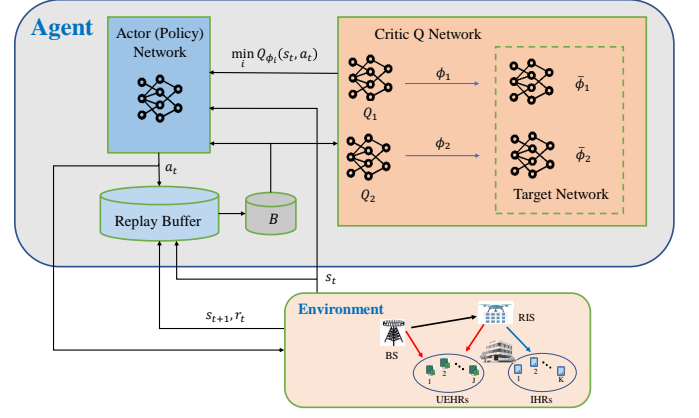 Agent
Actor (Policy)
Network
Critic Q Network
min Q_{ϕ_i}(s_t, a_t)
i
ϕ_1
ϕ̄_1
Q_1
ϕ_2
ϕ̄_2
Q_2
Target Network
a_t
Replay Buffer
B
s_t
s_{t+1}, r_t
Environment
RIS
BS
1
2
J
1
2
K
UEHRs
IHRs